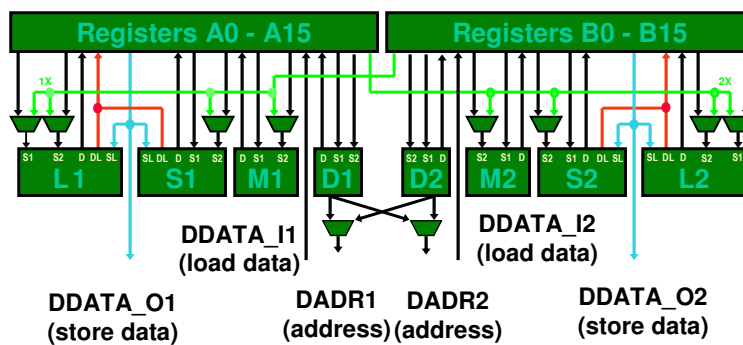 Registers A0 - A15
Registers B0 - B15
1X
2X
S1
S2
D
DL
SL
SL
DL
D
S1
S2
D
S1
S2
D
S1
S2
S2
S1
D
S2
S1
D
S2
S1
D
DL
SL
SL
DL
D
S2
S1
L1
S1
M1
D1
D2
M2
S2
L2
DDATA_I1
(load data)
DDATA_I2
(load data)
DDATA_O1
(store data)
DADR1
(address)
DADR2
(address)
DDATA_O2
(store data)